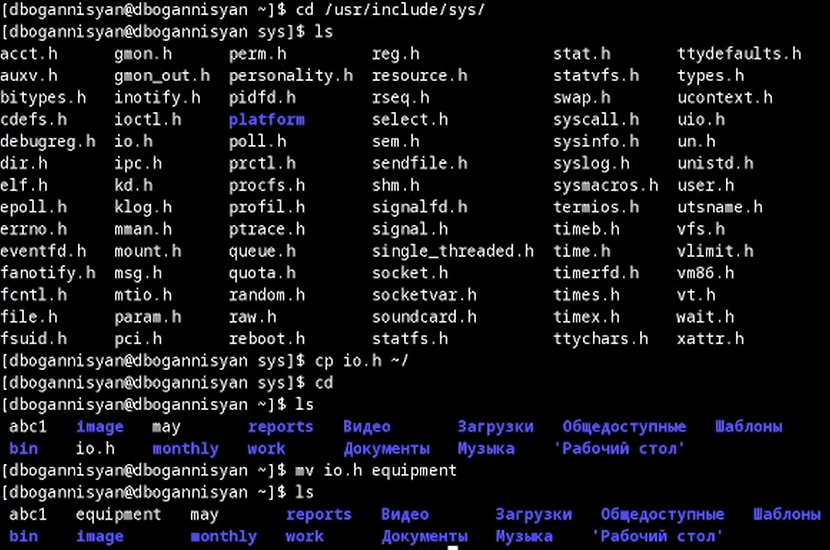 [dbogannisyan@dbogannisyan ~]$ cd /usr/include/sys/
[dbogannisyan@dbogannisyan sys]$ ls
acct.h gmon.h perm.h reg.h stat.h ttydefaults.h
auxv.h gmon_out.h personality.h resource.h statvfs.h types.h
bitypes.h inotify.h pidfd.h rseq.h swap.h ucontext.h
cdefs.h ioctl.h platform select.h syscall.h uio.h
debugreg.h io.h poll.h sem.h sysinfo.h un.h
dir.h ipc.h prctl.h sendfile.h syslog.h unistd.h
elf.h kd.h procfs.h shm.h sysmacros.h user.h
epoll.h klog.h profil.h signalfd.h termios.h utsname.h
errno.h mman.h ptrace.h signal.h timeb.h vfs.h
eventfd.h mount.h queue.h single_threaded.h time.h vlimit.h
fanotify.h msg.h quota.h socket.h timerfd.h vm86.h
fcntl.h mtio.h random.h socketvar.h times.h vt.h
file.h param.h raw.h soundcard.h timex.h wait.h
fsuid.h pci.h reboot.h statfs.h ttychars.h xattr.h
[dbogannisyan@dbogannisyan sys]$ cp io.h ~/
[dbogannisyan@dbogannisyan sys]$ cd
[dbogannisyan@dbogannisyan ~]$ ls
abc1 image may reports Видео Загрузки Общедоступные Шаблоны
bin io.h monthly work Документы Музыка 'Рабочий стол'
[dbogannisyan@dbogannisyan ~]$ mv io.h equipment
[dbogannisyan@dbogannisyan ~]$ ls
abc1 equipment may reports Видео Загрузки Общедоступные Шаблоны
bin image monthly work Документы Музыка 'Рабочий стол'